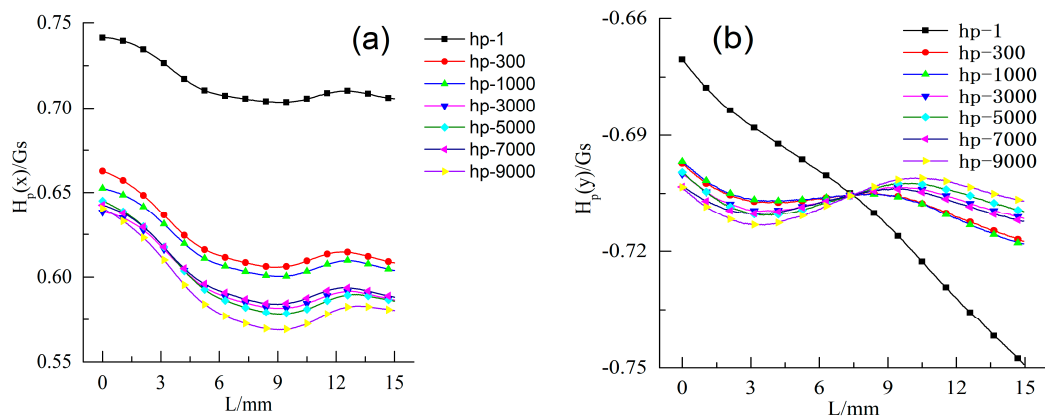 (a)
0.75
0.70
0.65
0.60
0.55
H_p(x)/Gs
0 3 6 9 12 15
L/mm
hp-1
hp-300
hp-1000
hp-3000
hp-5000
hp-7000
hp-9000
(b)
-0.66
-0.69
-0.72
-0.75
H_p(y)/Gs
0 3 6 9 12 15
L/mm
hp-1
hp-300
hp-1000
hp-3000
hp-5000
hp-7000
hp-9000